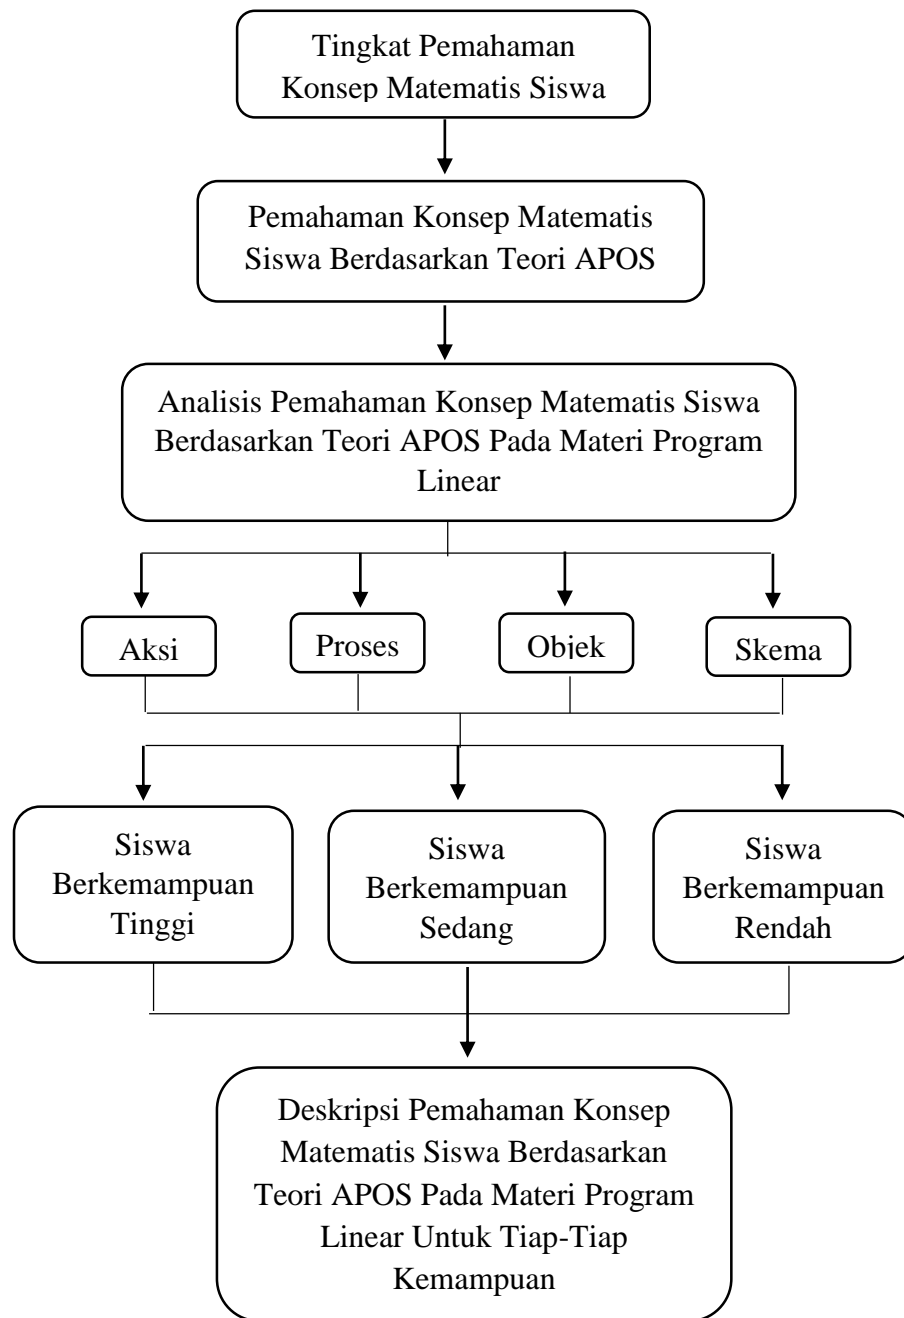 Tingkat Pemahaman
Konsep Matematis Siswa
Pemahaman Konsep Matematis
Siswa Berdasarkan Teori APOS
Analisis Pemahaman Konsep Matematis Siswa
Berdasarkan Teori APOS Pada Materi Program
Linear
Aksi
Proses
Objek
Skema
Siswa
Berkemampuan
Tinggi
Siswa
Berkemampuan
Sedang
Siswa
Berkemampuan
Rendah
Deskripsi Pemahaman Konsep
Matematis Siswa Berdasarkan
Teori APOS Pada Materi Program
Linear Untuk Tiap-Tiap
Kemampuan